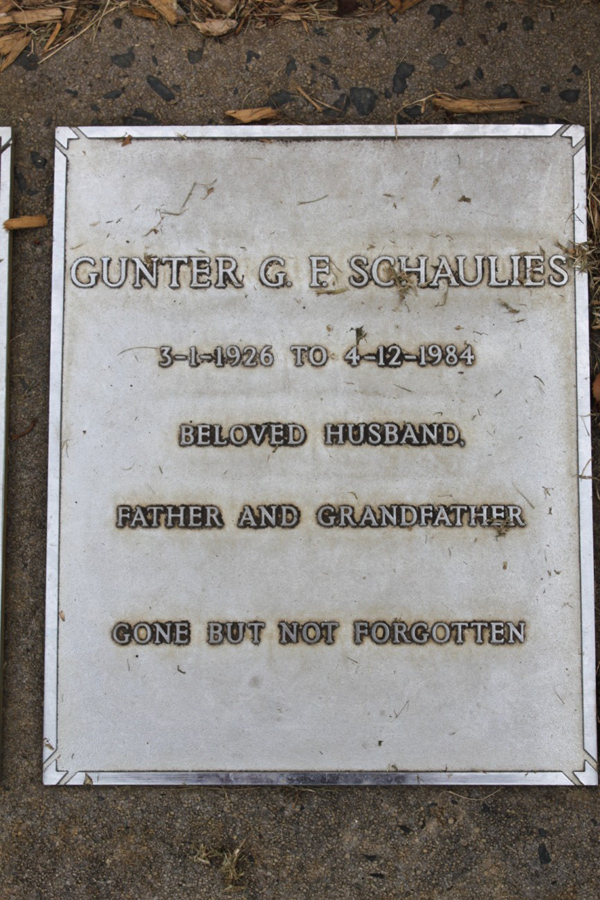 GUNTER G. F. SCHAULIES
3-1-1926 TO 4-12-1984
BELOVED HUSBAND,
FATHER AND GRANDFATHER
GONE BUT NOT FORGOTTEN